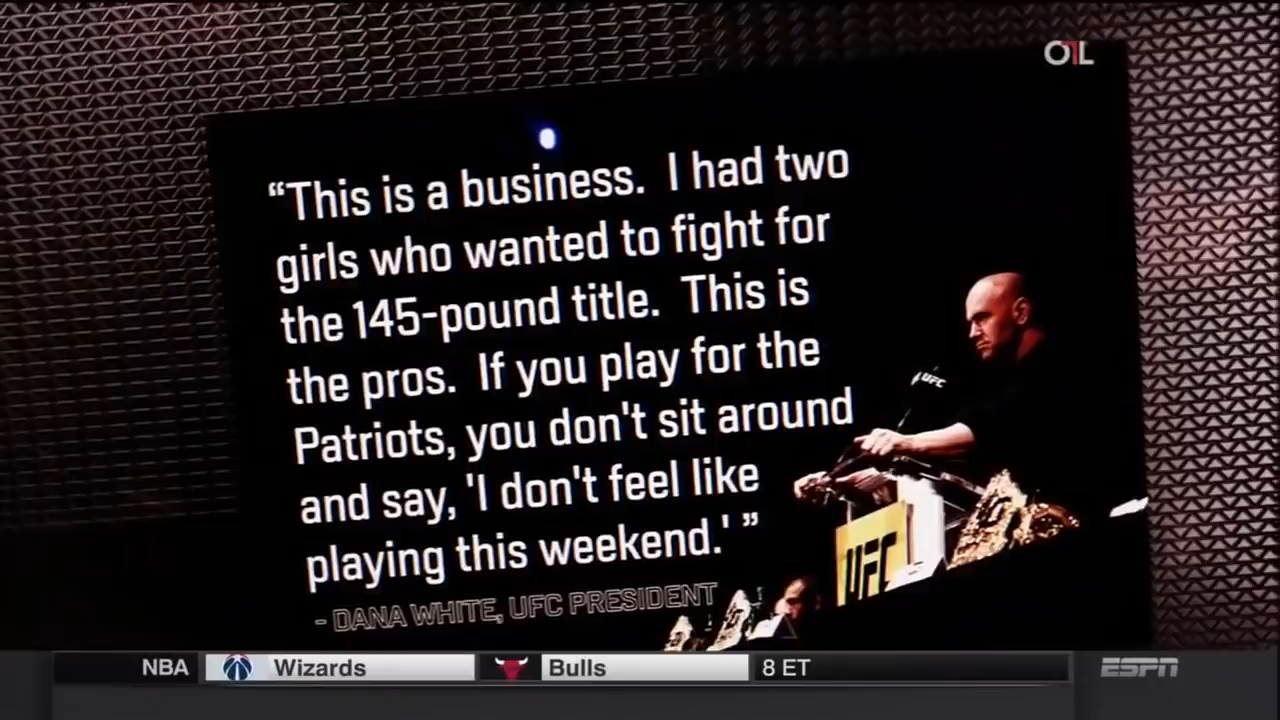 OTL
“This is a business. I had two
girls who wanted to fight for
the 145-pound title. This is
the pros. If you play for the
Patriots, you don't sit around
and say, 'I don't feel like
playing this weekend.' ”
- DANA WHITE, UFC PRESIDENT
UFC
UFC
NBA Wizards Bulls 8 ET ESPN